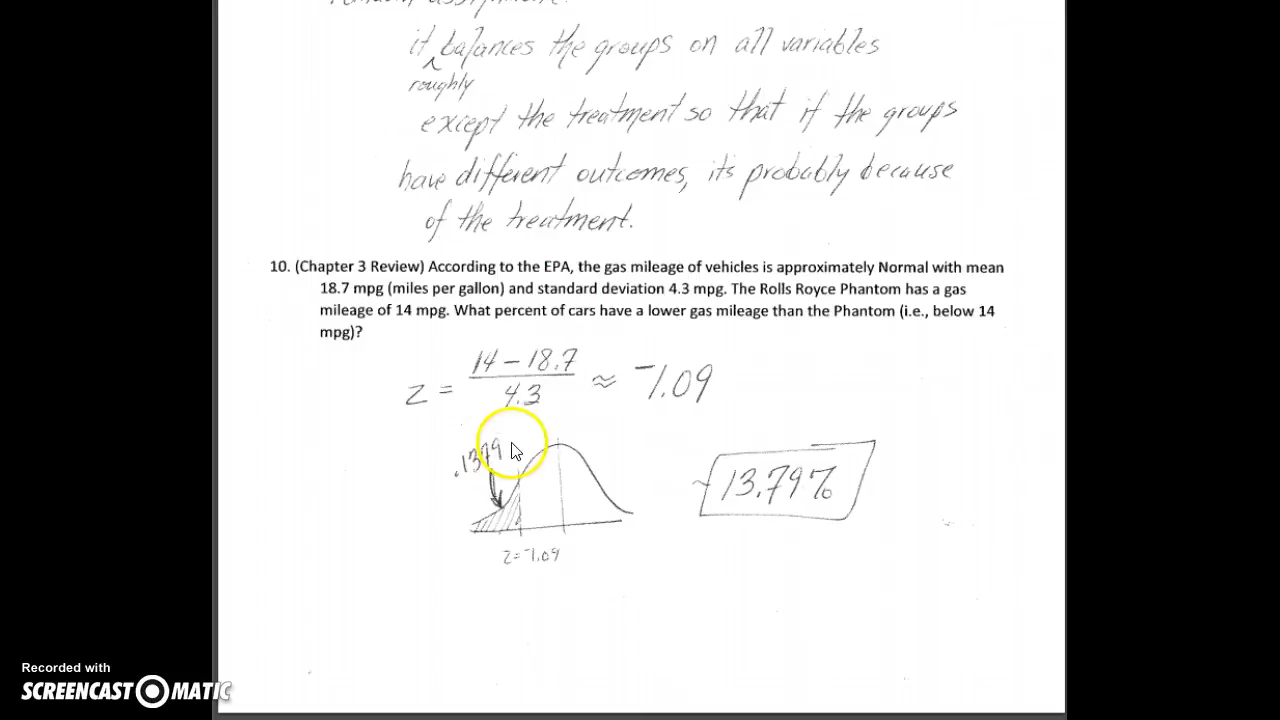 random assignment.
it balances the groups on all variables
^
roughly
except the treatment so that if the groups
have different outcomes, it's probably because
of the treatment.
10. (Chapter 3 Review) According to the EPA, the gas mileage of vehicles is approximately Normal with mean
18.7 mpg (miles per gallon) and standard deviation 4.3 mpg. The Rolls Royce Phantom has a gas
mileage of 14 mpg. What percent of cars have a lower gas mileage than the Phantom (i.e., below 14
mpg)?
14 - 18.7
z = ≈ -1.09
4.3
.1379
~13.79%
z=-1.09
Recorded with
SCREENCAST-O-MATIC